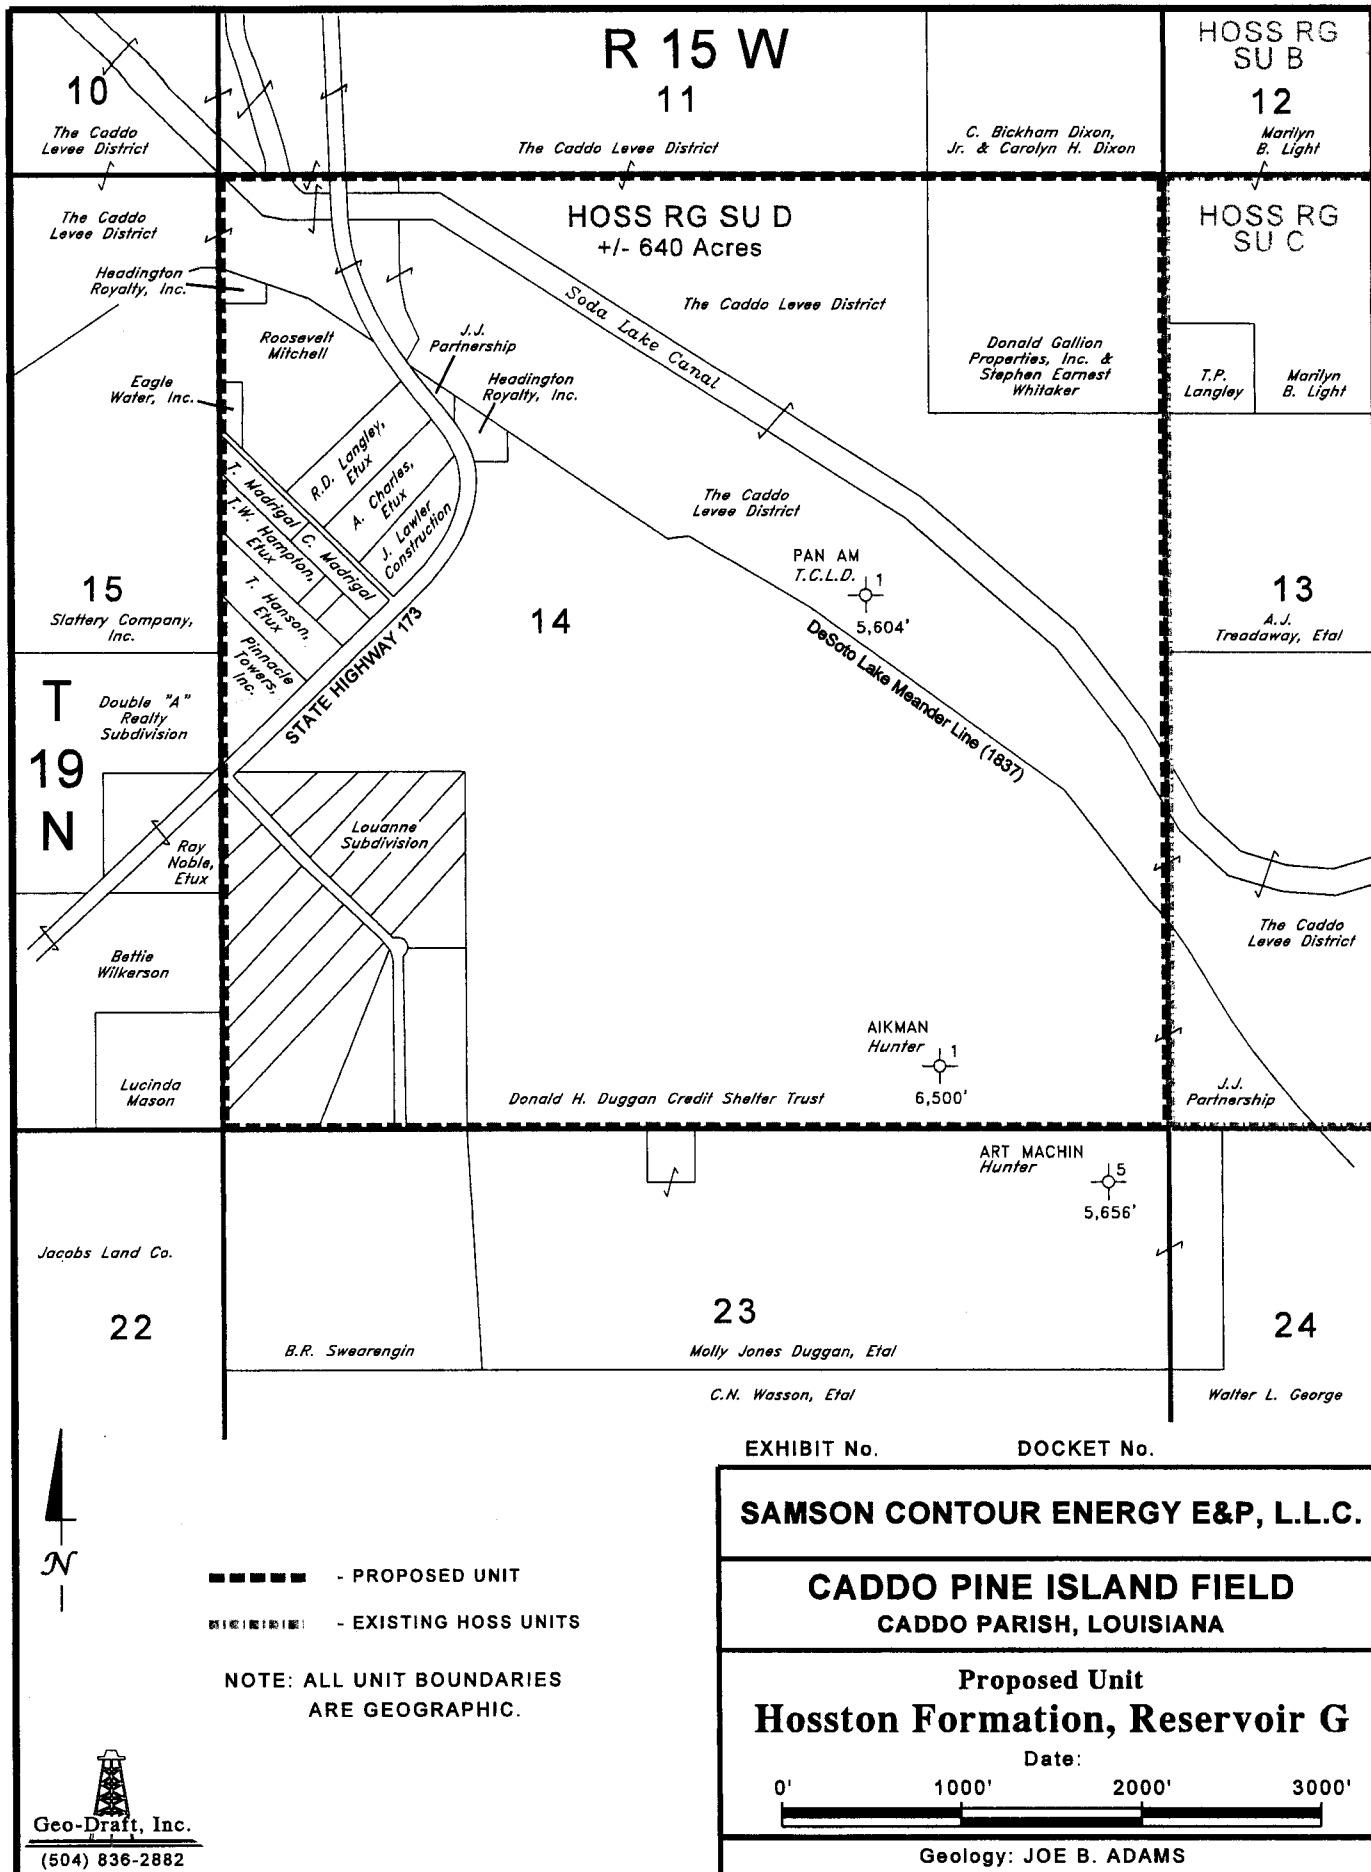 R 15 W
10
The Caddo
Levee District
11
The Caddo Levee District
C. Bickham Dixon,
Jr. & Carolyn H. Dixon
HOSS RG
SU B
12
Marilyn
B. Light
The Caddo
Levee District
Headington
Royalty, Inc.
Eagle
Water, Inc.
15
Slattery Company,
Inc.
T
19
N
Double "A"
Realty
Subdivision
Ray
Noble,
Etux
Bettie
Wilkerson
Lucinda
Mason
HOSS RG SU D
+/- 640 Acres
Soda Lake Canal
The Caddo Levee District
Roosevelt
Mitchell
J.J.
Partnership
Headington
Royalty, Inc.
R.D. Langley,
Etux
A. Charles,
Etux
J. Lawler
Construction
T. Madrigal
C. Madrigal
T.W. Hampton,
Etux
T. Hanson,
Etux
Pinnacle
Towers,
Inc.
STATE HIGHWAY 173
14
The Caddo
Levee District
PAN AM
T.C.L.D.
1
5,604'
DeSoto Lake Meander Line (1837)
Donald Gallion
Properties, Inc. &
Stephen Earnest
Whitaker
Louanne
Subdivision
AIKMAN
Hunter
1
6,500'
Donald H. Duggan Credit Shelter Trust
HOSS RG
SU C
T.P.
Langley
Marilyn
B. Light
13
A.J.
Treadaway, Etal
The Caddo
Levee District
J.J.
Partnership
Jacobs Land Co.
22
ART MACHIN
Hunter
5
5,656'
23
B.R. Swearengin
Molly Jones Duggan, Etal
C.N. Wasson, Etal
24
Walter L. George
N
- PROPOSED UNIT
- EXISTING HOSS UNITS
NOTE: ALL UNIT BOUNDARIES
ARE GEOGRAPHIC.
Geo-Draft, Inc.
(504) 836-2882
EXHIBIT No. DOCKET No.
SAMSON CONTOUR ENERGY E&P, L.L.C.
CADDO PINE ISLAND FIELD
CADDO PARISH, LOUISIANA
Proposed Unit
Hosston Formation, Reservoir G
Date:
0' 1000' 2000' 3000'
Geology: JOE B. ADAMS